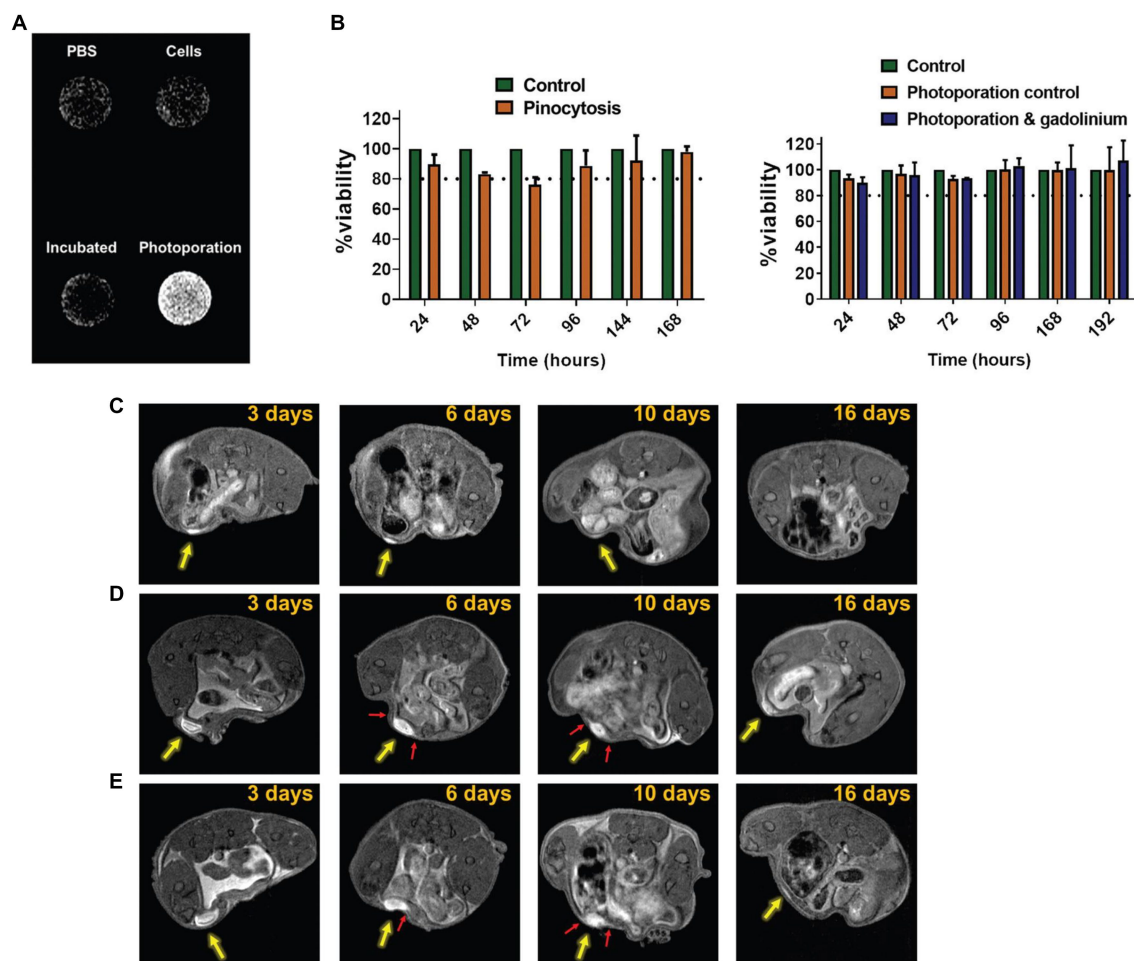 A
PBS
Cells
Incubated
Photoporation
B
Control
Pinocytosis
%viability
120
100
80
60
40
20
0
24
48
72
96
144
168
Time (hours)
Control
Photoporation control
Photoporation & gadolinium
%viability
120
100
80
60
40
20
0
24
48
72
96
168
192
Time (hours)
C
3 days
6 days
10 days
16 days
D
3 days
6 days
10 days
16 days
E
3 days
6 days
10 days
16 days